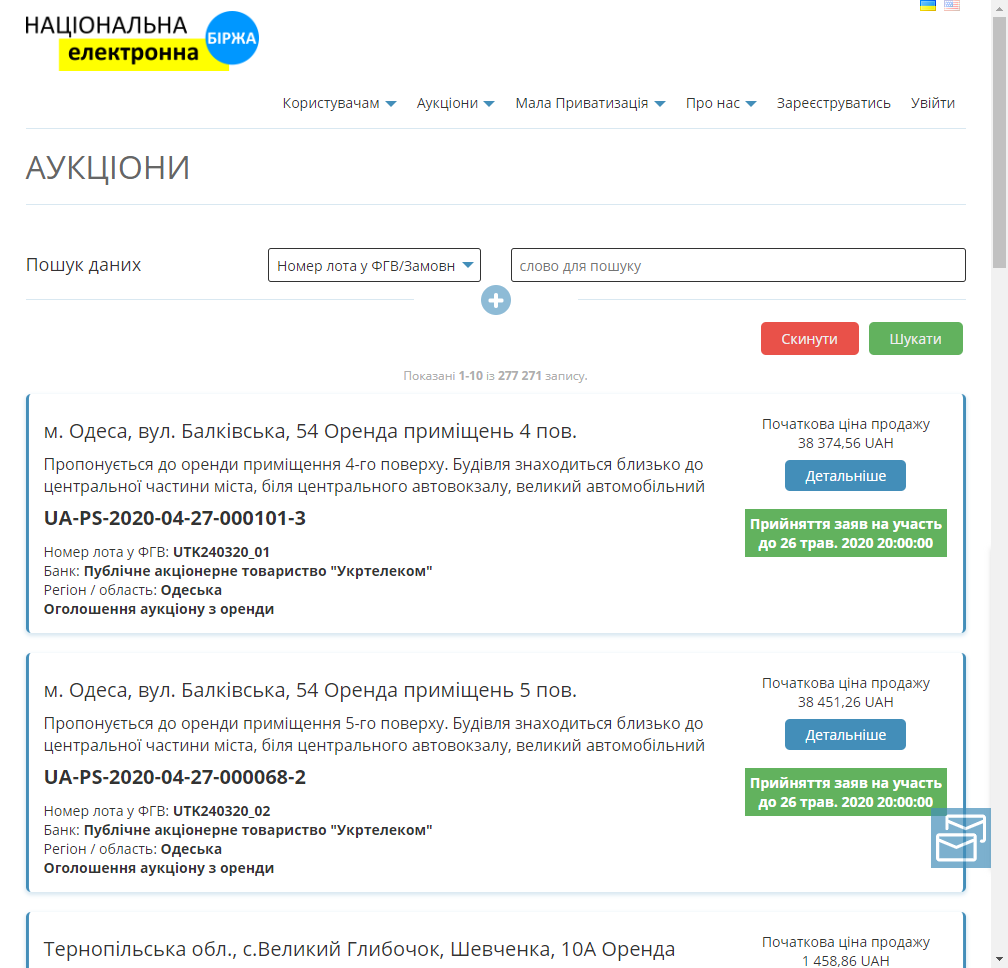 НАЦІОНАЛЬНА
електронна
БІРЖА
Користувачам Аукціони Мала Приватизація Про нас Зареєструватись Увійти
АУКЦІОНИ
Пошук даних Номер лота у ФГВ/Замовн слово для пошуку
Скинути Шукати
Показані 1-10 із 277 271 запису.
м. Одеса, вул. Балківська, 54 Оренда приміщень 4 пов.
Пропонується до оренди приміщення 4-го поверху. Будівля знаходиться близько до
центральної частини міста, біля центрального автовокзалу, великий автомобільний
UA-PS-2020-04-27-000101-3
Номер лота у ФГВ: UTK240320_01
Банк: Публічне акціонерне товариство "Укртелеком"
Регіон / область: Одеська
Оголошення аукціону з оренди
Початкова ціна продажу
38 374,56 UAH
Детальніше
Прийняття заяв на участь
до 26 трав. 2020 20:00:00
м. Одеса, вул. Балківська, 54 Оренда приміщень 5 пов.
Пропонується до оренди приміщення 5-го поверху. Будівля знаходиться близько до
центральної частини міста, біля центрального автовокзалу, великий автомобільний
UA-PS-2020-04-27-000068-2
Номер лота у ФГВ: UTK240320_02
Банк: Публічне акціонерне товариство "Укртелеком"
Регіон / область: Одеська
Оголошення аукціону з оренди
Початкова ціна продажу
38 451,26 UAH
Детальніше
Прийняття заяв на участь
до 26 трав. 2020 20:00:00
Тернопільська обл., с.Великий Глибочок, Шевченка, 10А Оренда
Початкова ціна продажу
1 458,86 UAH